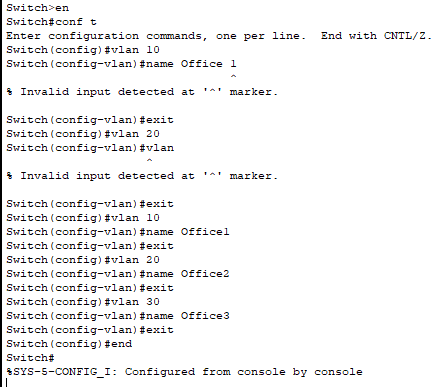 Switch>en
Switch#conf t
Enter configuration commands, one per line.  End with CNTL/Z.
Switch(config)#vlan 10
Switch(config-vlan)#name Office 1
^
% Invalid input detected at '^' marker.
Switch(config-vlan)#exit
Switch(config)#vlan 20
Switch(config-vlan)#vlan
^
% Invalid input detected at '^' marker.
Switch(config-vlan)#exit
Switch(config-vlan)#vlan 10
Switch(config-vlan)#name Office1
Switch(config-vlan)#exit
Switch(config)#vlan 20
Switch(config-vlan)#name Office2
Switch(config-vlan)#exit
Switch(config)#vlan 30
Switch(config-vlan)#name Office3
Switch(config-vlan)#exit
Switch(config)#end
Switch#
%SYS-5-CONFIG_I: Configured from console by console